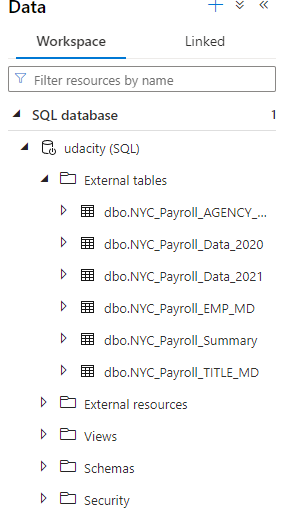 Data
Workspace Linked
Filter resources by name
SQL database 1
udacity (SQL)
External tables
dbo.NYC_Payroll_AGENCY_...
dbo.NYC_Payroll_Data_2020
dbo.NYC_Payroll_Data_2021
dbo.NYC_Payroll_EMP_MD
dbo.NYC_Payroll_Summary
dbo.NYC_Payroll_TITLE_MD
External resources
Views
Schemas
Security